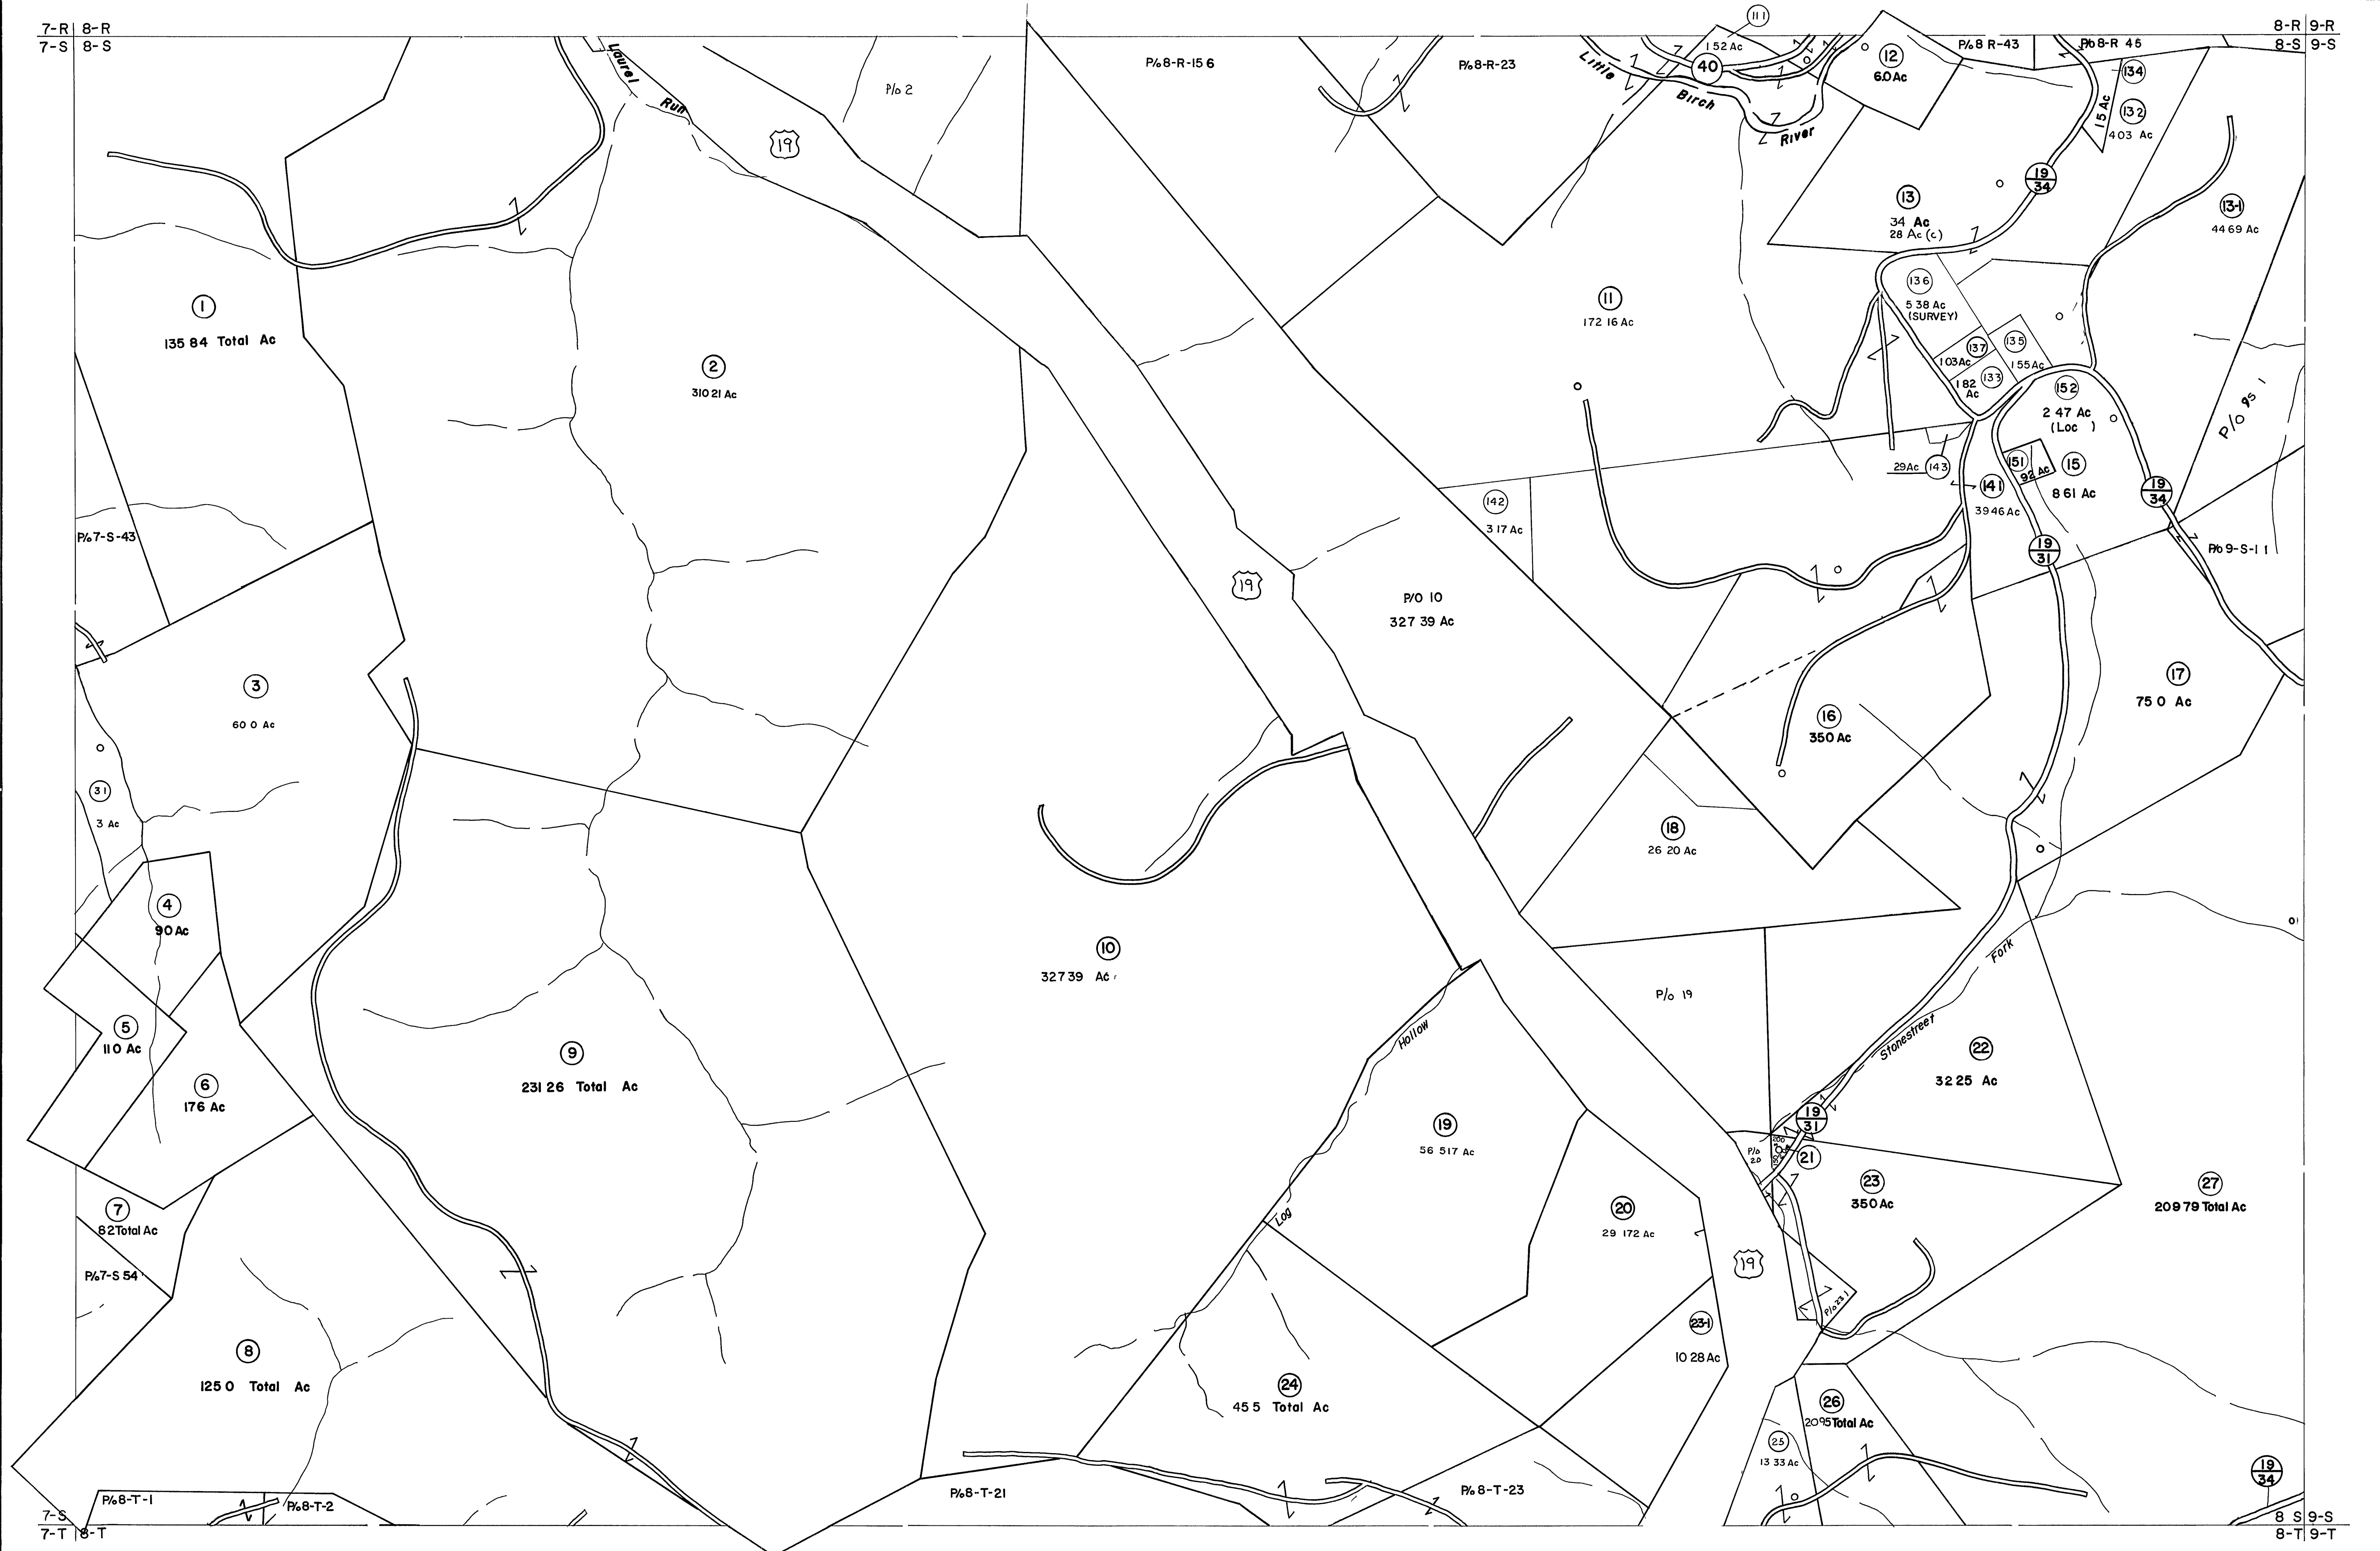 7-R 8-R
7-S 8-S
8-R 9-R
8-S 9-S
Laurel
Run
19
P/o 2
P/o 8-R-15 6
P/o 8-R-23
111
1 52 Ac
40
Little
Birch
River
12
6.0 Ac
P/o 8 R-43
P/o 8-R 45
134
15 Ac
132
4 03 Ac
19
34
13
34 Ac
28 Ac (c)
13-1
44 69 Ac
1
135 84 Total Ac
2
310 21 Ac
11
172 16 Ac
136
5 38 Ac
(SURVEY)
137
1 03 Ac
135
1 55 Ac
133
1 82
Ac
152
2 47 Ac
(Loc )
P/O 9S 1
29 Ac
143
151
92 Ac
15
8 61 Ac
141
39 46 Ac
19
34
142
3 17 Ac
P/o 7-S-43
19
31
P/o 9-S-1 1
19
P/O 10
327 39 Ac
3
60 0 Ac
17
75 0 Ac
16
35 0 Ac
31
3 Ac
18
26 20 Ac
4
9 0 Ac
10
327 39 Ac
P/o 19
Fork
Stonestreet
Hollow
5
11 0 Ac
9
231 26 Total Ac
22
32 25 Ac
6
17 6 Ac
19
56 517 Ac
19
31
P/o
20
200
21
23
35 0 Ac
27
209 79 Total Ac
7
8 2 Total Ac
Log
20
29 172 Ac
P/o 7-S 54
19
P/o 23 1
23-1
10 28 Ac
8
125 0 Total Ac
24
45 5 Total Ac
26
20 95 Total Ac
25
13 33 Ac
19
34
P/o 8-T-1
P/o 8-T-2
P/o 8-T-21
P/o 8-T-23
7-S
7-T 8-T
8 S 9-S
8-T 9-T